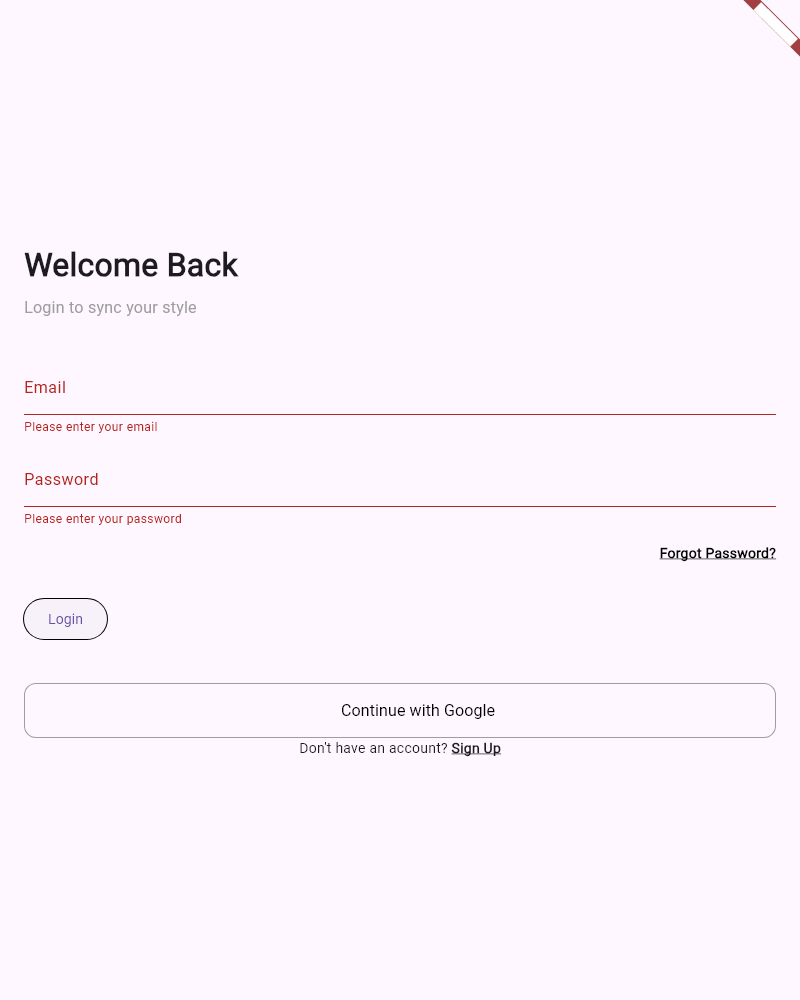 Welcome Back
Login to sync your style
Email
Please enter your email
Password
Please enter your password
Forgot Password?
Login
Continue with Google
Don't have an account? Sign Up